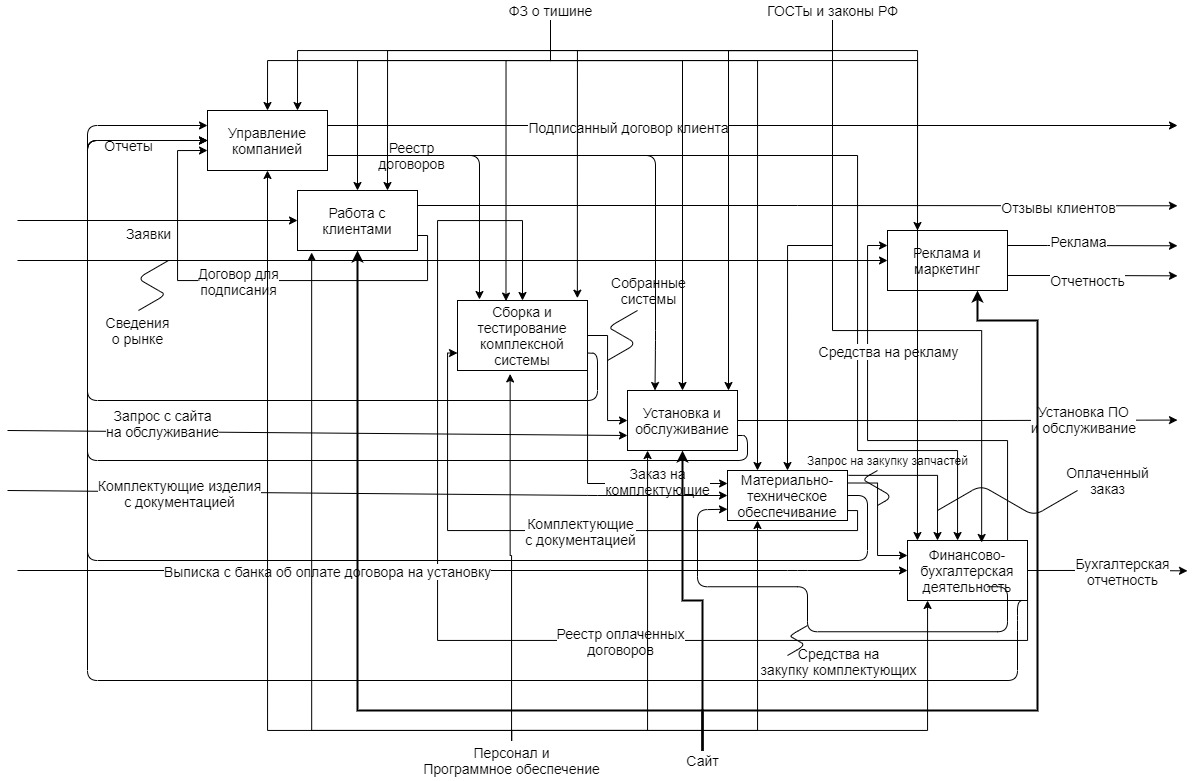 ФЗ о тишине
ГОСТы и законы РФ
Управление
компанией
Подписанный договор клиента
Отчеты
Реестр
договоров
Работа с
клиентами
Отзывы клиентов
Заявки
Реклама и
маркетинг
Реклама
Отчетность
Договор для
подписания
Собранные
системы
Сведения
о рынке
Сборка и
тестирование
комплексной
системы
Средства на рекламу
Запрос с сайта
на обслуживание
Установка и
обслуживание
Установка ПО
и обслуживание
Запрос на закупку запчастей
Заказ на
комплектующие
Материально-
техническое
обеспечивание
Оплаченный
заказ
Комплектующие изделия
с документацией
Комплектующие
с документацией
Финансово-
бухгалтерская
деятельность
Выписка с банка об оплате договора на установку
Бухгалтерская
отчетность
Реестр оплаченных
договоров
Средства на
закупку комплектующих
Персонал и
Программное обеспечение
Сайт